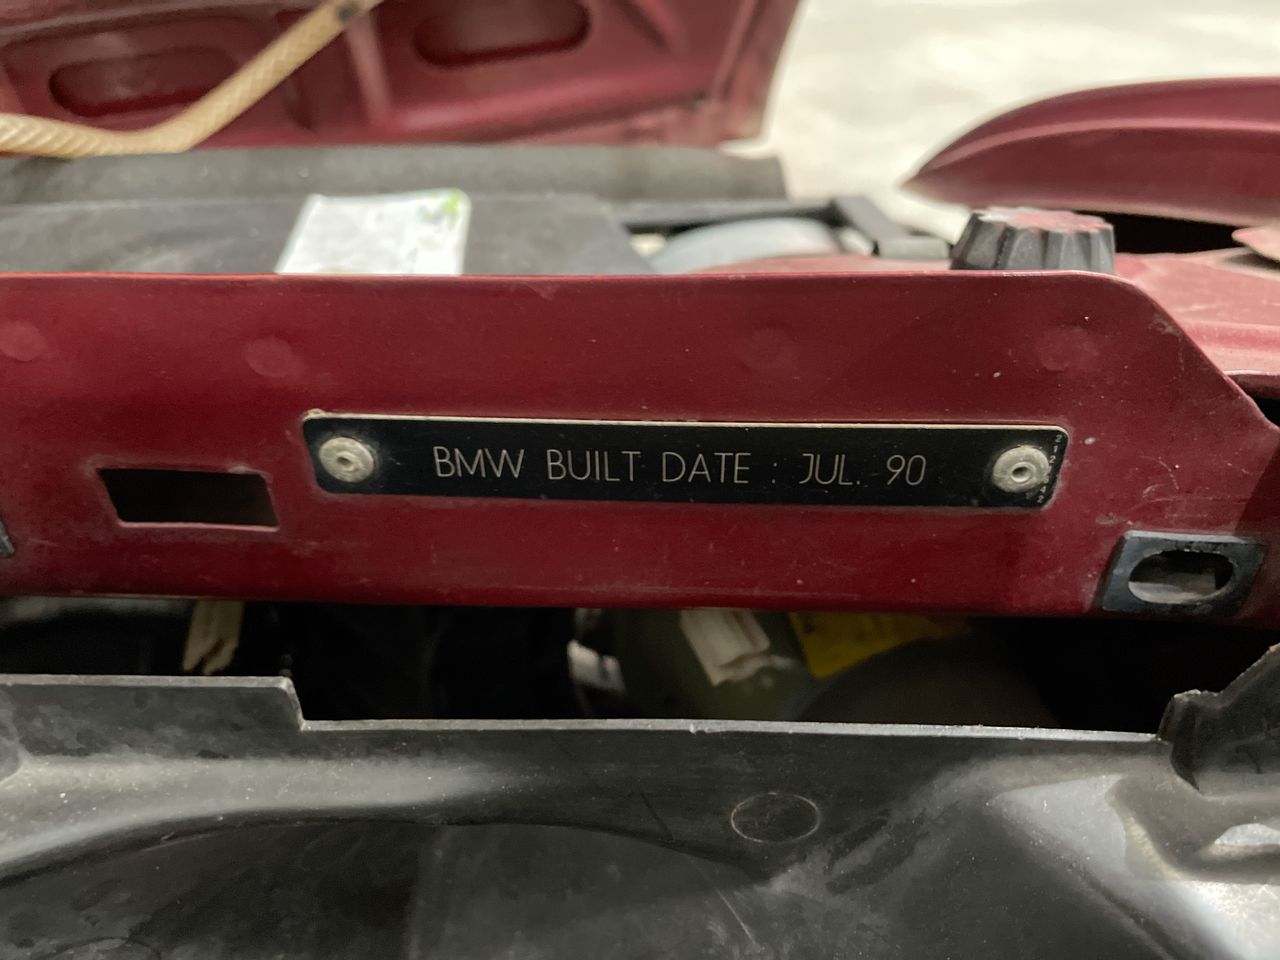 BMW BUILT DATE : JUL. 90